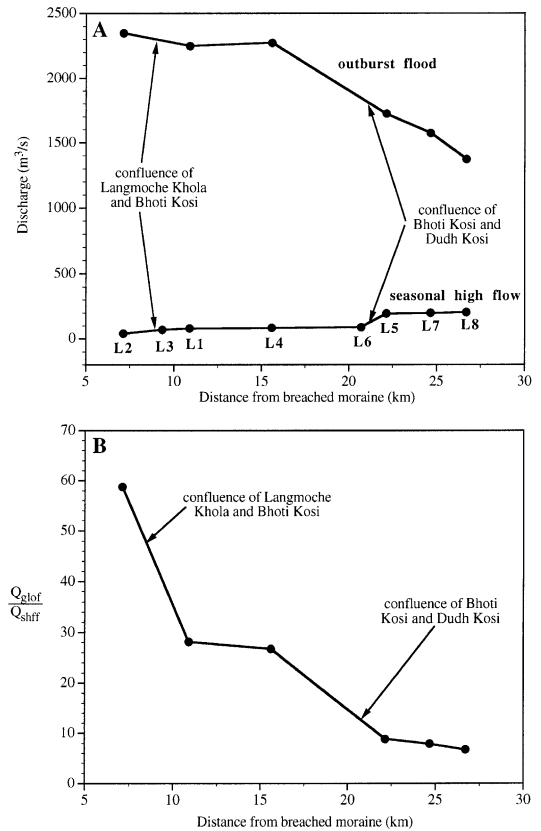 A
2500
2000
1500
1000
500
0
Discharge (m³/s)
outburst flood
confluence of
Langmoche Khola
and Bhoti Kosi
confluence of
Bhoti Kosi and
Dudh Kosi
seasonal high flow
L2
L3
L1
L4
L6
L5
L7
L8
5
10
15
20
25
30
Distance from breached moraine (km)
B
70
60
50
40
30
20
10
0
Qglof
Qshff
confluence of Langmoche
Khola and Bhoti Kosi
confluence of Bhoti
Kosi and Dudh Kosi
5
10
15
20
25
30
Distance from breached moraine (km)